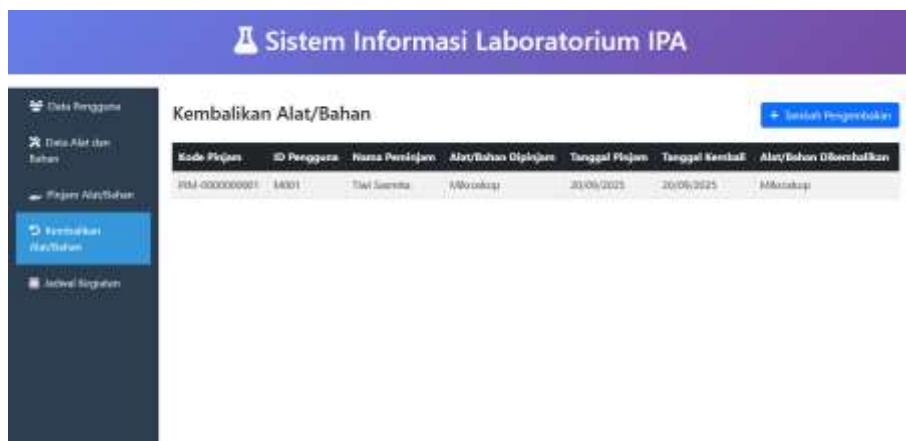 Sistem Informasi Laboratorium IPA
Data Pengguna
Data Alat dan
Bahan
Pinjam Alat/Bahan
Kembalikan
Alat/Bahan
Jadwal Kegiatan
Kembalikan Alat/Bahan
+ Tambah Pengembalian
Kode Pinjam ID Pengguna Nama Peminjam Alat/Bahan Dipinjam Tanggal Pinjam Tanggal Kembali Alat/Bahan Dikembalikan
PJM-0000000001 M001 Tiwi Mikroskop 20/09/2025 20/09/2025 Mikroskop